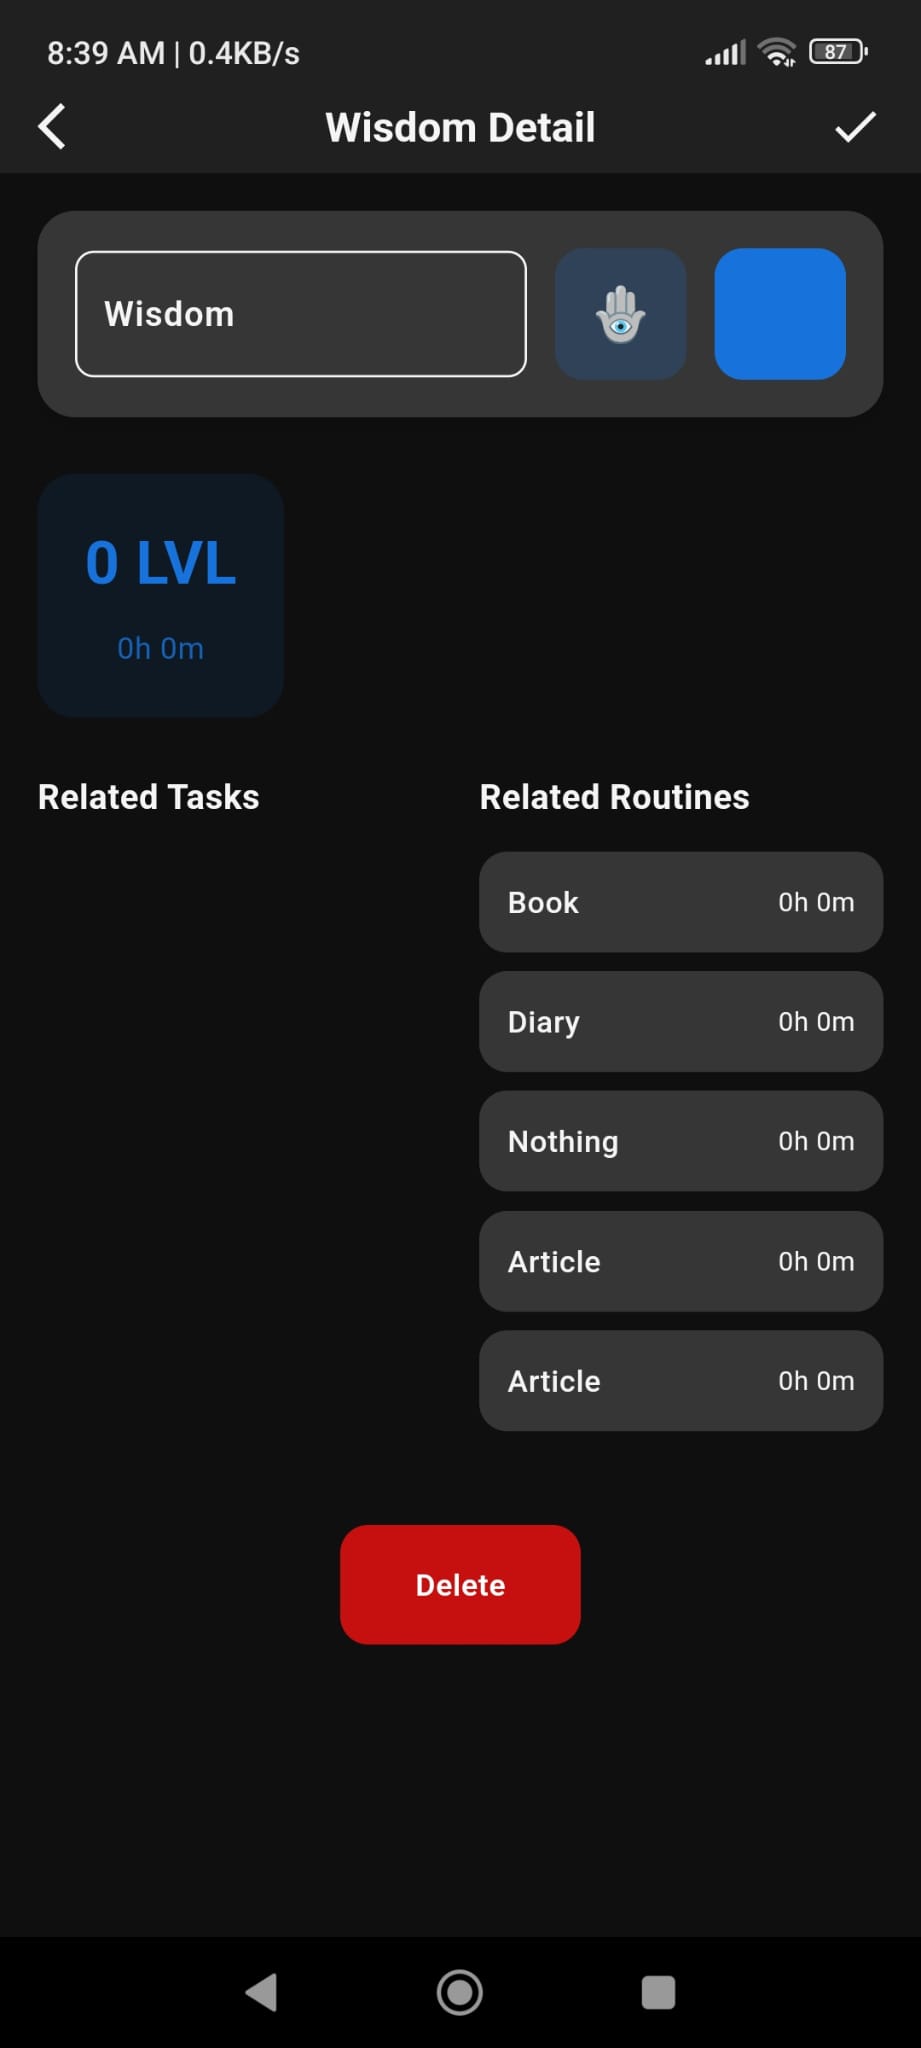 8:39 AM | 0.4KB/s
87
Wisdom Detail
Wisdom
0 LVL
0h 0m
Related Tasks
Related Routines
Book 0h 0m
Diary 0h 0m
Nothing 0h 0m
Article 0h 0m
Article 0h 0m
Delete